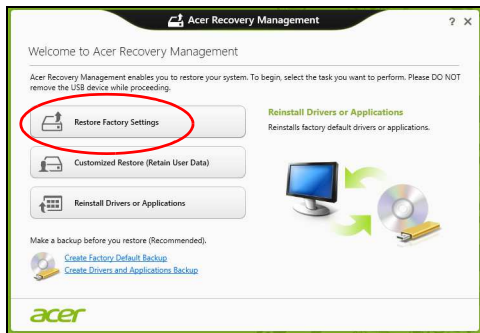 Acer Recovery Management
? ×
Welcome to Acer Recovery Management
Acer Recovery Management enables you to restore your system. To begin, select the task you want to perform. Please DO NOT
remove the USB device while proceeding.
Restore Factory Settings
Customized Restore (Retain User Data)
Reinstall Drivers or Applications
Reinstall Drivers or Applications
Reinstalls factory default drivers or applications.
Make a backup before you restore (Recommended).
Create Factory Default Backup
Create Drivers and Applications Backup
acer